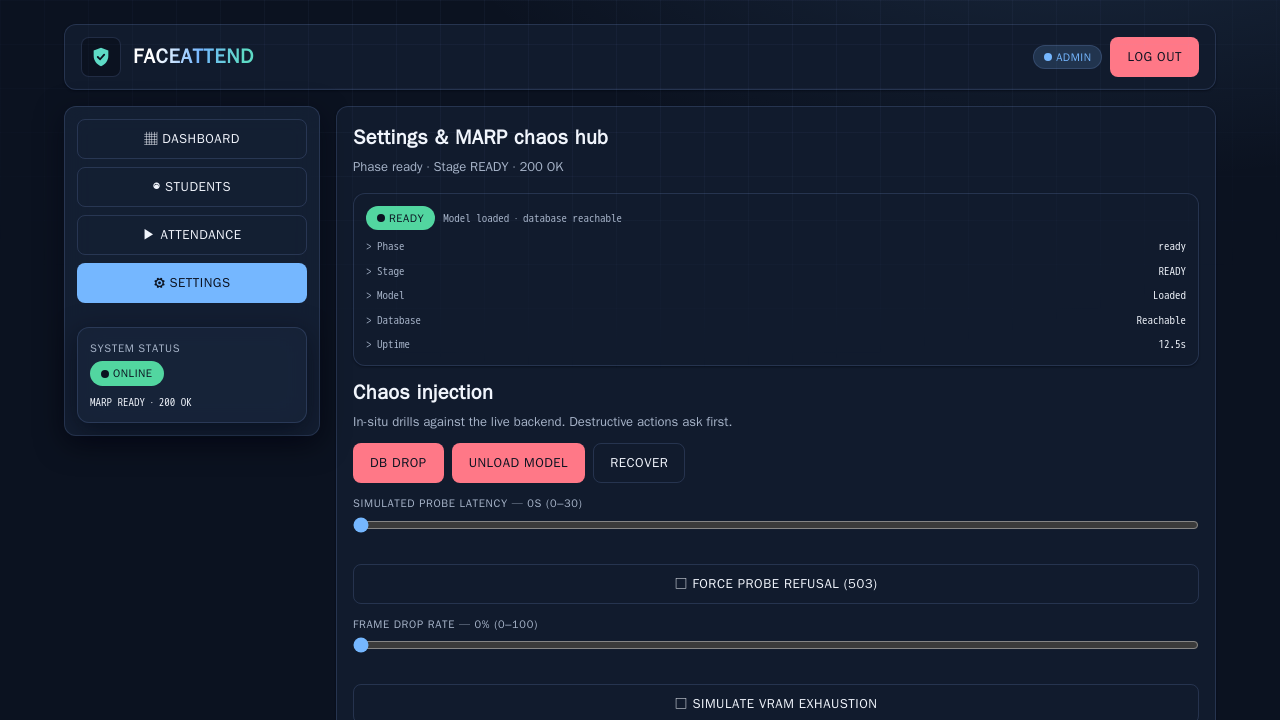 FACEATTEND
ADMIN
LOG OUT
DASHBOARD
STUDENTS
ATTENDANCE
SETTINGS
SYSTEM STATUS
ONLINE
MARP READY · 200 OK
Settings & MARP chaos hub
Phase ready · Stage READY · 200 OK
READY Model loaded · database reachable
> Phase ready
> Stage READY
> Model Loaded
> Database Reachable
> Uptime 12.5s
Chaos injection
In-situ drills against the live backend. Destructive actions ask first.
DB DROP UNLOAD MODEL RECOVER
SIMULATED PROBE LATENCY — 0S (0–30)
FORCE PROBE REFUSAL (503)
FRAME DROP RATE — 0% (0–100)
SIMULATE VRAM EXHAUSTION